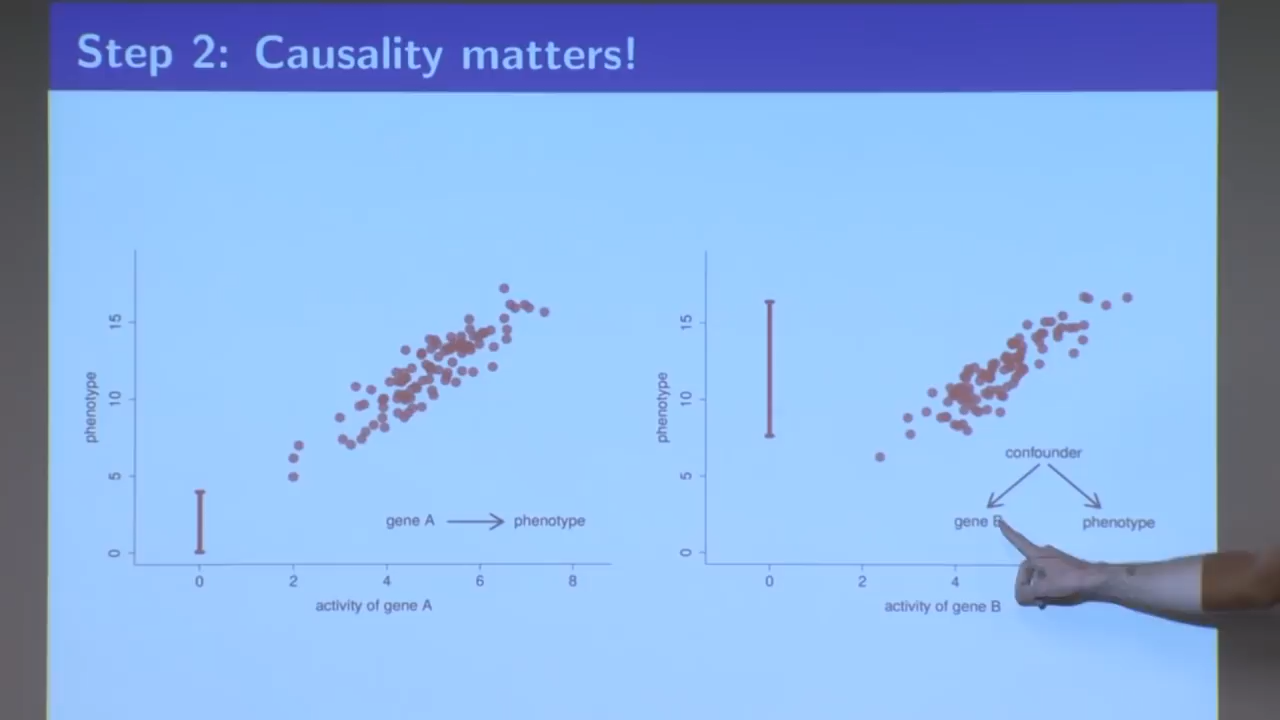 Step 2: Causality matters!
15
10
5
0
phenotype
gene A
phenotype
0
2
4
6
8
activity of gene A
15
10
5
0
phenotype
confounder
gene B
phenotype
0
2
4
activity of gene B